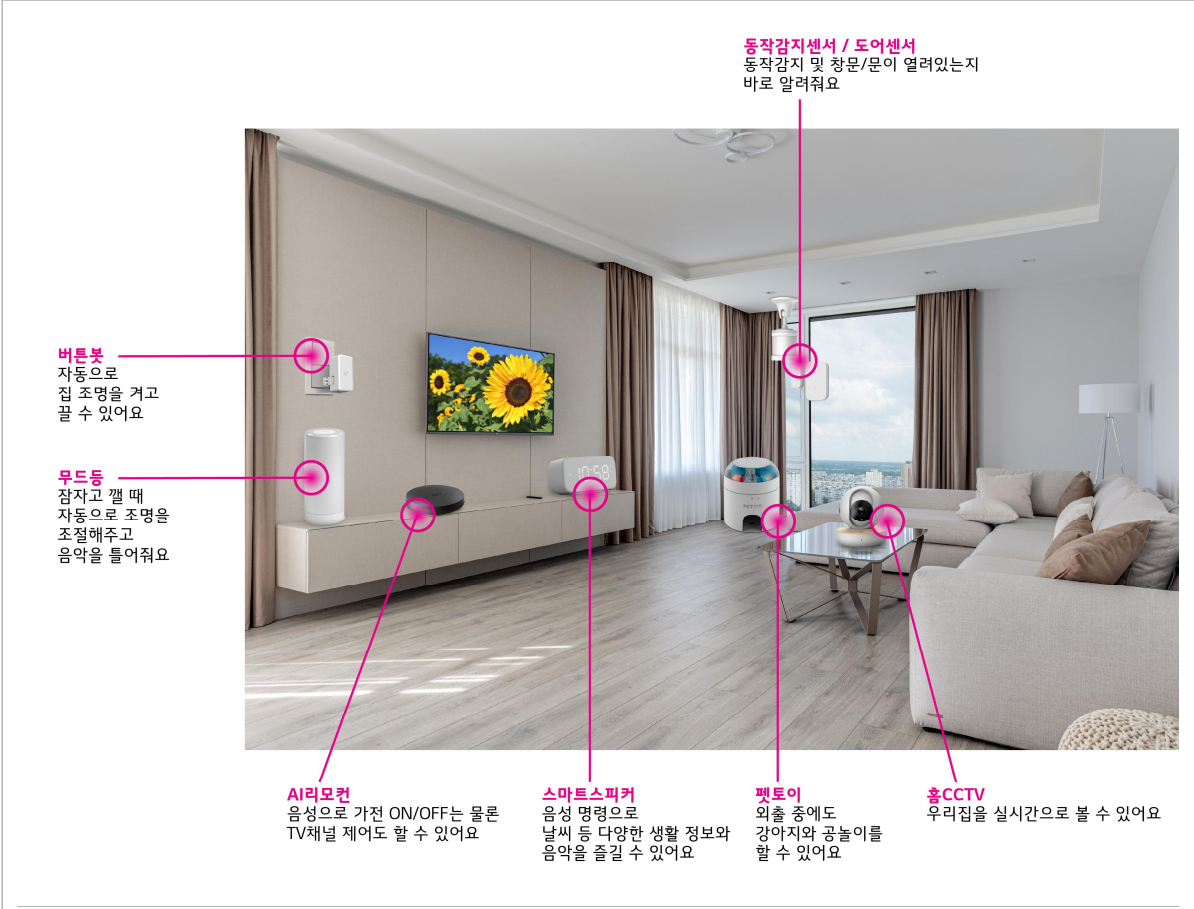 동작감지센서 / 도어센서
동작감지 및 창문/문이 열려있는지
바로 알려줘요
버튼봇
자동으로
집 조명을 켜고
끌 수 있어요
무드등
잠자고 깰 때
자동으로 조명을
조절해주고
음악을 틀어줘요
10:59
AI리모컨
음성으로 가전 ON/OFF는 물론
TV채널 제어도 할 수 있어요
스마트스피커
음성 명령으로
날씨 등 다양한 생활 정보와
음악을 즐길 수 있어요
펫토이
외출 중에도
강아지와 공놀이를
할 수 있어요
홈CCTV
우리집을 실시간으로 볼 수 있어요